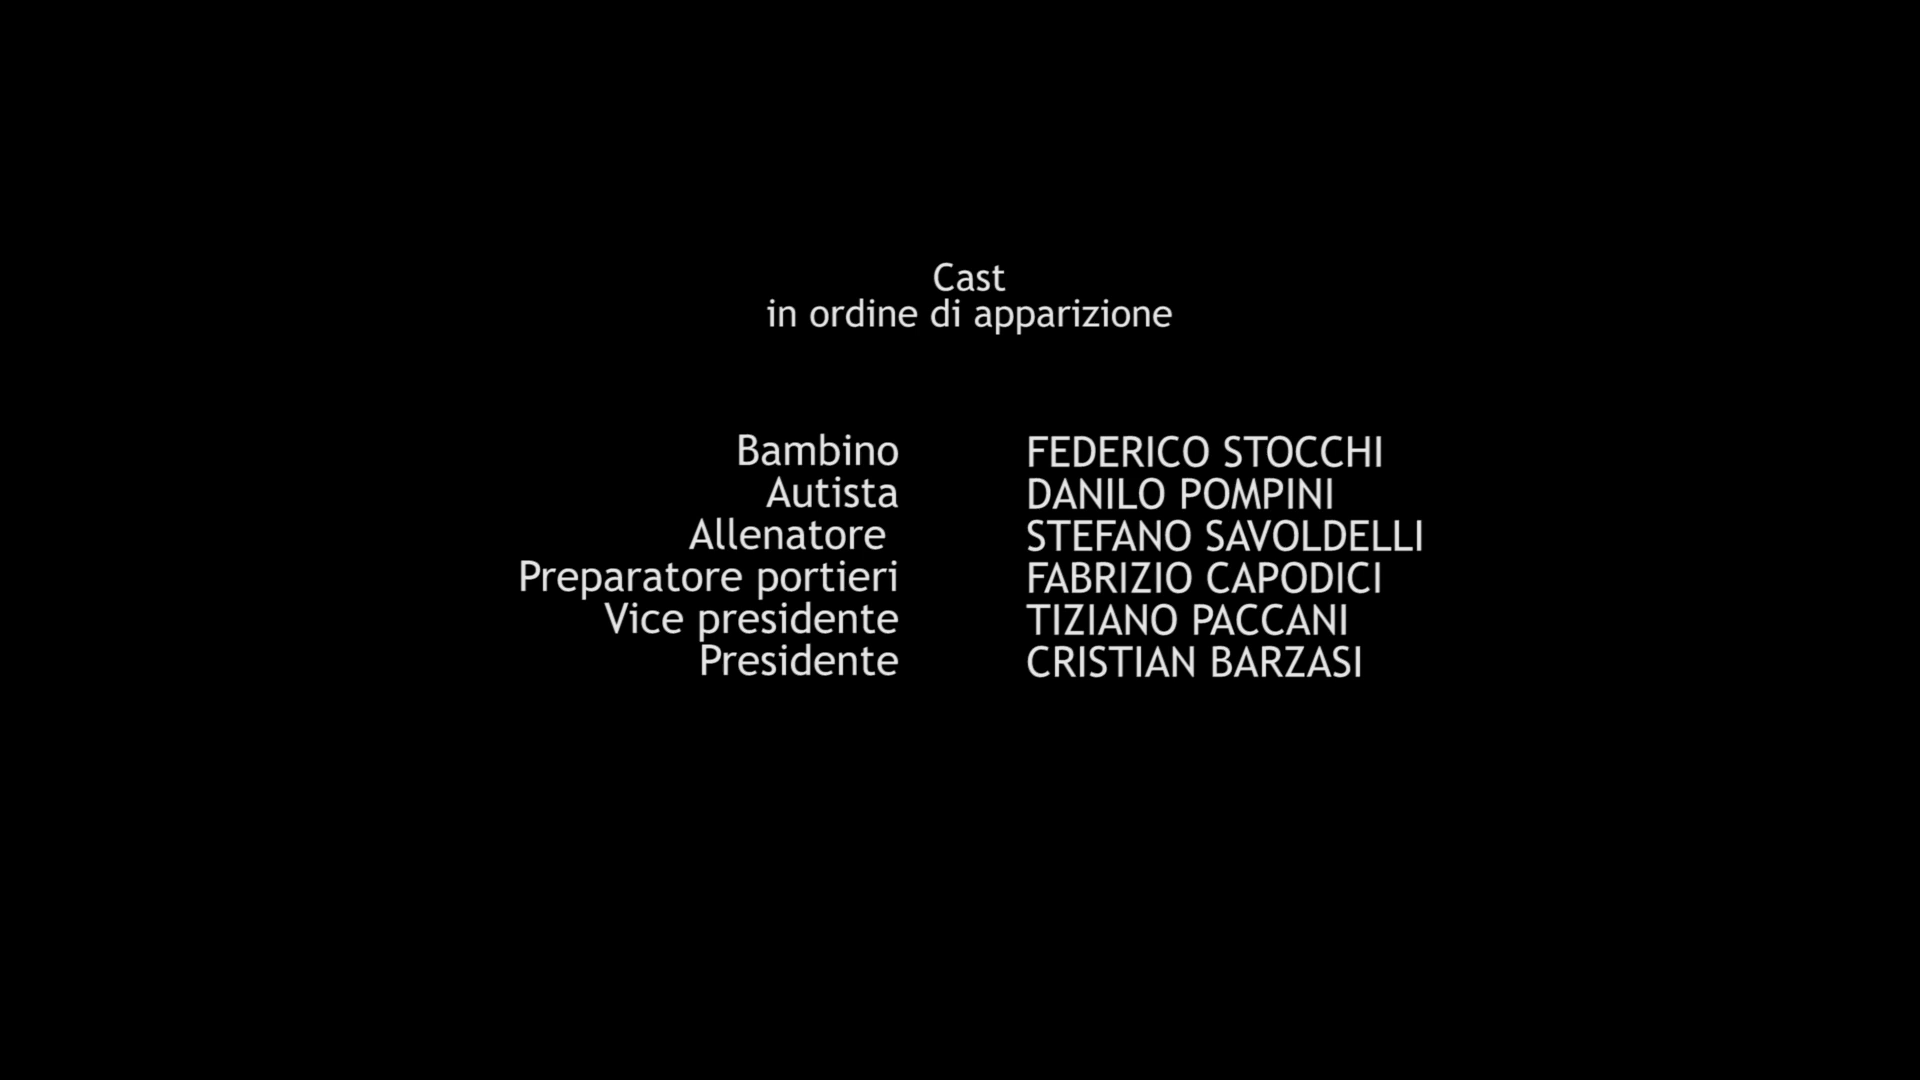 Cast
in ordine di apparizione
Bambino FEDERICO STOCCHI
Autista DANILO POMPINI
Allenatore STEFANO SAVOLDELLI
Preparatore portieri FABRIZIO CAPODICI
Vice presidente TIZIANO PACCANI
Presidente CRISTIAN BARZASI